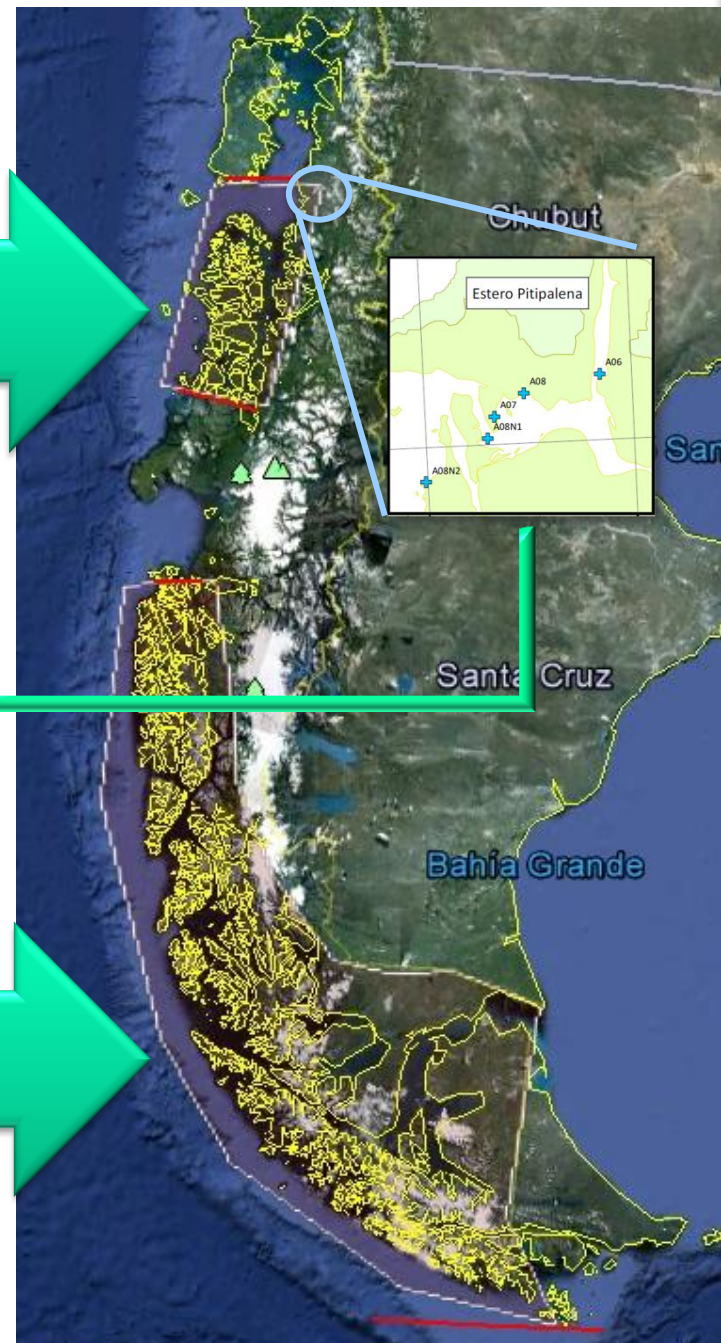 Chubut
Estero Pitipalena
A06
A08
A07
A08N1
A08N2
San
Santa Cruz
Bahía Grande